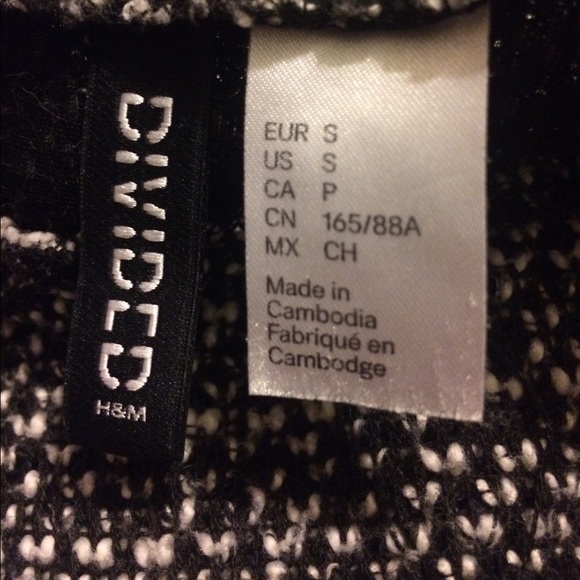 DIVIDED
H&M
EUR S
US S
CA P
CN 165/88A
MX CH
Made in
Cambodia
Fabriqué en
Cambodge